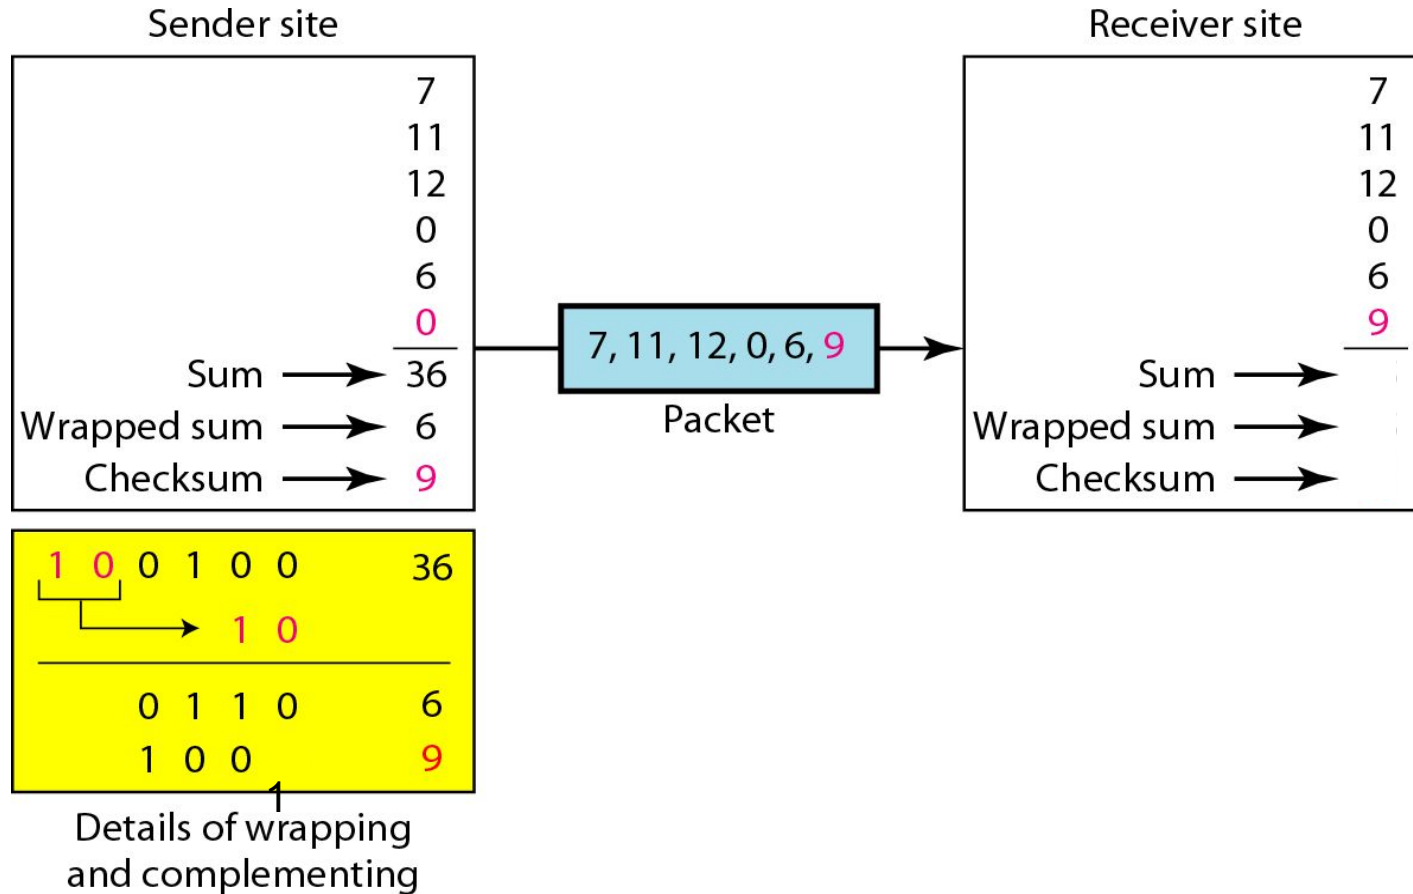 Sender site
7
11
12
0
6
0
Sum 36
Wrapped sum 6
Checksum 9
7, 11, 12, 0, 6, 9
Packet
Receiver site
7
11
12
0
6
9
Sum
Wrapped sum
Checksum
1 0 0 1 0 0 36
1 0
0 1 1 0 6
1 0 0 1 9
Details of wrapping
and complementing